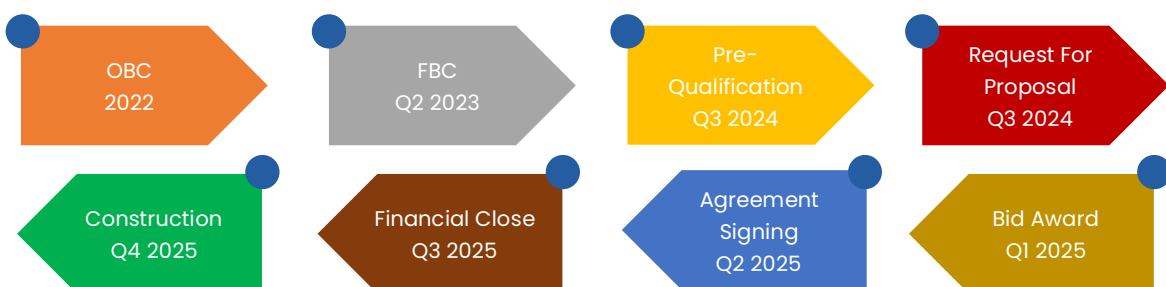 OBC
2022
FBC
Q2 2023
Pre-
Qualification
Q3 2024
Request For
Proposal
Q3 2024
Construction
Q4 2025
Financial Close
Q3 2025
Agreement
Signing
Q2 2025
Bid Award
Q1 2025